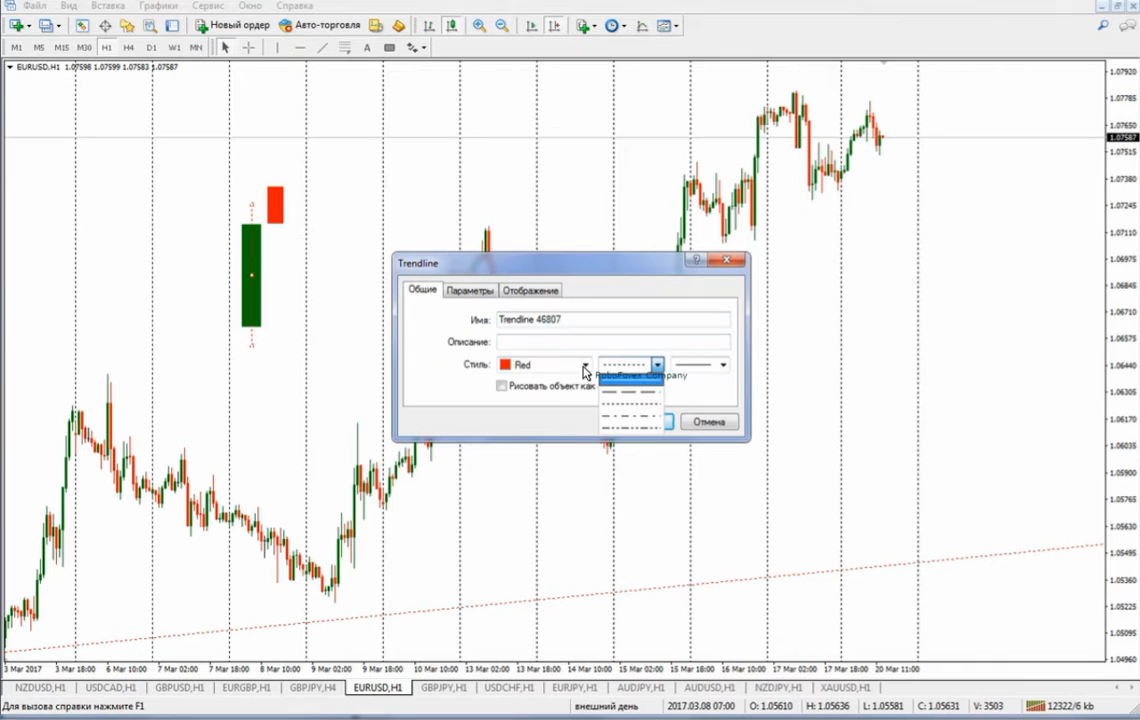 Файл Вид Вставка Графики Сервис Окно Справка
Новый ордер Авто-торговля
M1 M5 M15 M30 H1 H4 D1 W1 MN A
EURUSD,H1 1.07598 1.07599 1.07583 1.07587
1.07920
1.07785
1.07650
1.07587
1.07515
1.07380
1.07245
1.07110
1.06975
1.06845
1.06710
1.06575
1.06440
1.06305
1.06170
1.06035
1.05900
1.05765
1.05630
1.05495
1.05360
1.05225
1.05095
1.04960
Trendline
Общие Параметры Отображение
Имя: Trendline 46807
Описание:
Стиль: Red
RoboForex Company
Рисовать объект как
Отмена
3 Mar 2017 3 Mar 18:00 6 Mar 10:00 7 Mar 02:00 7 Mar 18:00 8 Mar 10:00 9 Mar 02:00 9 Mar 18:00 10 Mar 10:00 13 Mar 02:00 13 Mar 18:00 14 Mar 10:00 15 Mar 02:00 15 Mar 18:00 16 Mar 10:00 17 Mar 02:00 17 Mar 18:00 20 Mar 11:00
NZDUSD,H1 USDCAD,H1 GBPUSD,H1 EURGBP,H1 GBPJPY,H4 EURUSD,H1 GBPJPY,H1 USDCHF,H1 EURJPY,H1 AUDJPY,H1 AUDUSD,H1 NZDJPY,H1 XAUUSD,H1
Для вызова справки нажмите F1 внешний день 2017.03.08 07:00 O: 1.05610 H: 1.05636 L: 1.05581 C: 1.05631 V: 3503 12322/6 kb